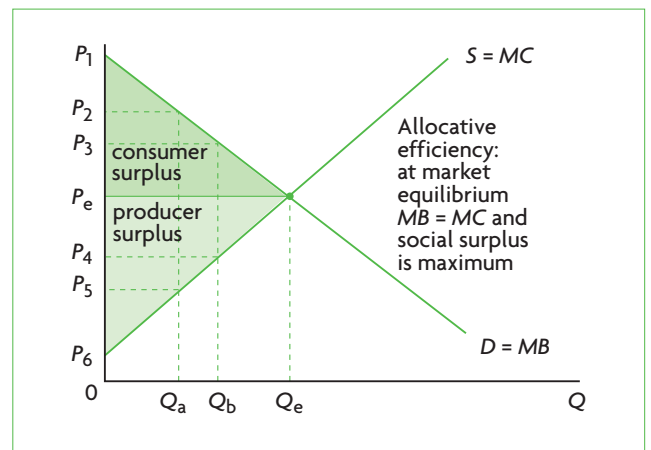 P1
S = MC
P2
P3
consumer
surplus
Allocative
efficiency:
at market
equilibrium
MB = MC and
social surplus
is maximum
Pe
producer
surplus
P4
P5
P6
D = MB
0
Qa
Qb
Qe
Q